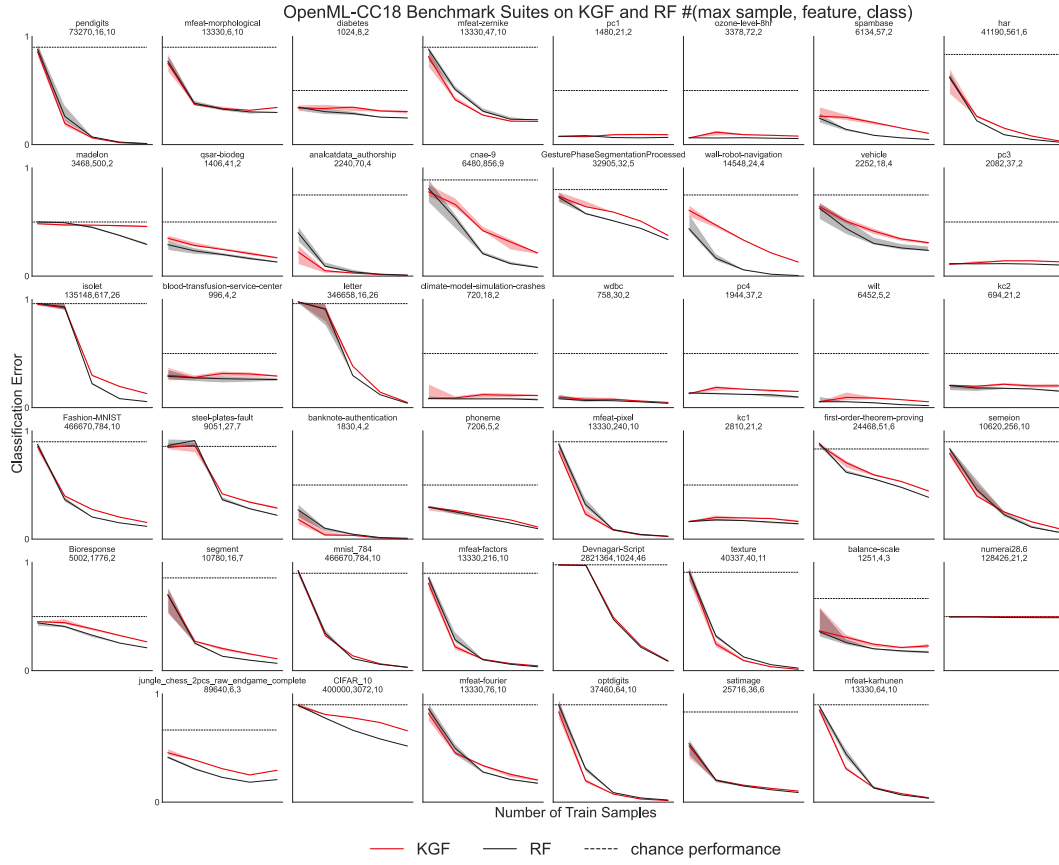 OpenML-CC18 Benchmark Suites on KGF and RF #(max sample, feature, class)
pendigits
73270,16,10
mfeat-morphological
13330,6,10
diabetes
1024,8,2
mfeat-zernike
13330,47,10
pc1
1480,21,2
ozone-level-8hr
3378,72,2
spambase
6134,57,2
har
41190,561,6
1
0
madelon
3468,500,2
qsar-biodeg
1406,41,2
analcatdata_authorship
2240,70,4
cnae-9
6480,856,9
GesturePhaseSegmentationProcessed
32905,32,5
wall-robot-navigation
14548,24,4
vehicle
2252,18,4
pc3
2082,37,2
1
0
isolet
135148,617,26
blood-transfusion-service-center
996,4,2
letter
346658,16,26
climate-model-simulation-crashes
720,18,2
wdbc
758,30,2
pc4
1944,37,2
wilt
6452,5,2
kc2
694,21,2
1
0
Classification Error
Fashion-MNIST
466670,784,10
steel-plates-fault
9051,27,7
banknote-authentication
1830,4,2
phoneme
7206,5,2
mfeat-pixel
13330,240,10
kc1
2810,21,2
first-order-theorem-proving
24468,51,6
semeion
10620,256,10
1
0
Bioresponse
5002,1776,2
segment
10780,16,7
mnist_784
466670,784,10
mfeat-factors
13330,216,10
Devnagari-Script
2821364,1024,46
texture
40337,40,11
balance-scale
1251,4,3
numerai28.6
128426,21,2
1
0
jungle_chess_2pcs_raw_endgame_complete
89640,6,3
CIFAR_10
400000,3072,10
mfeat-fourier
13330,76,10
optdigits
37460,64,10
satimage
25716,36,6
mfeat-karhunen
13330,64,10
1
0
Number of Train Samples
KGF
RF
chance performance